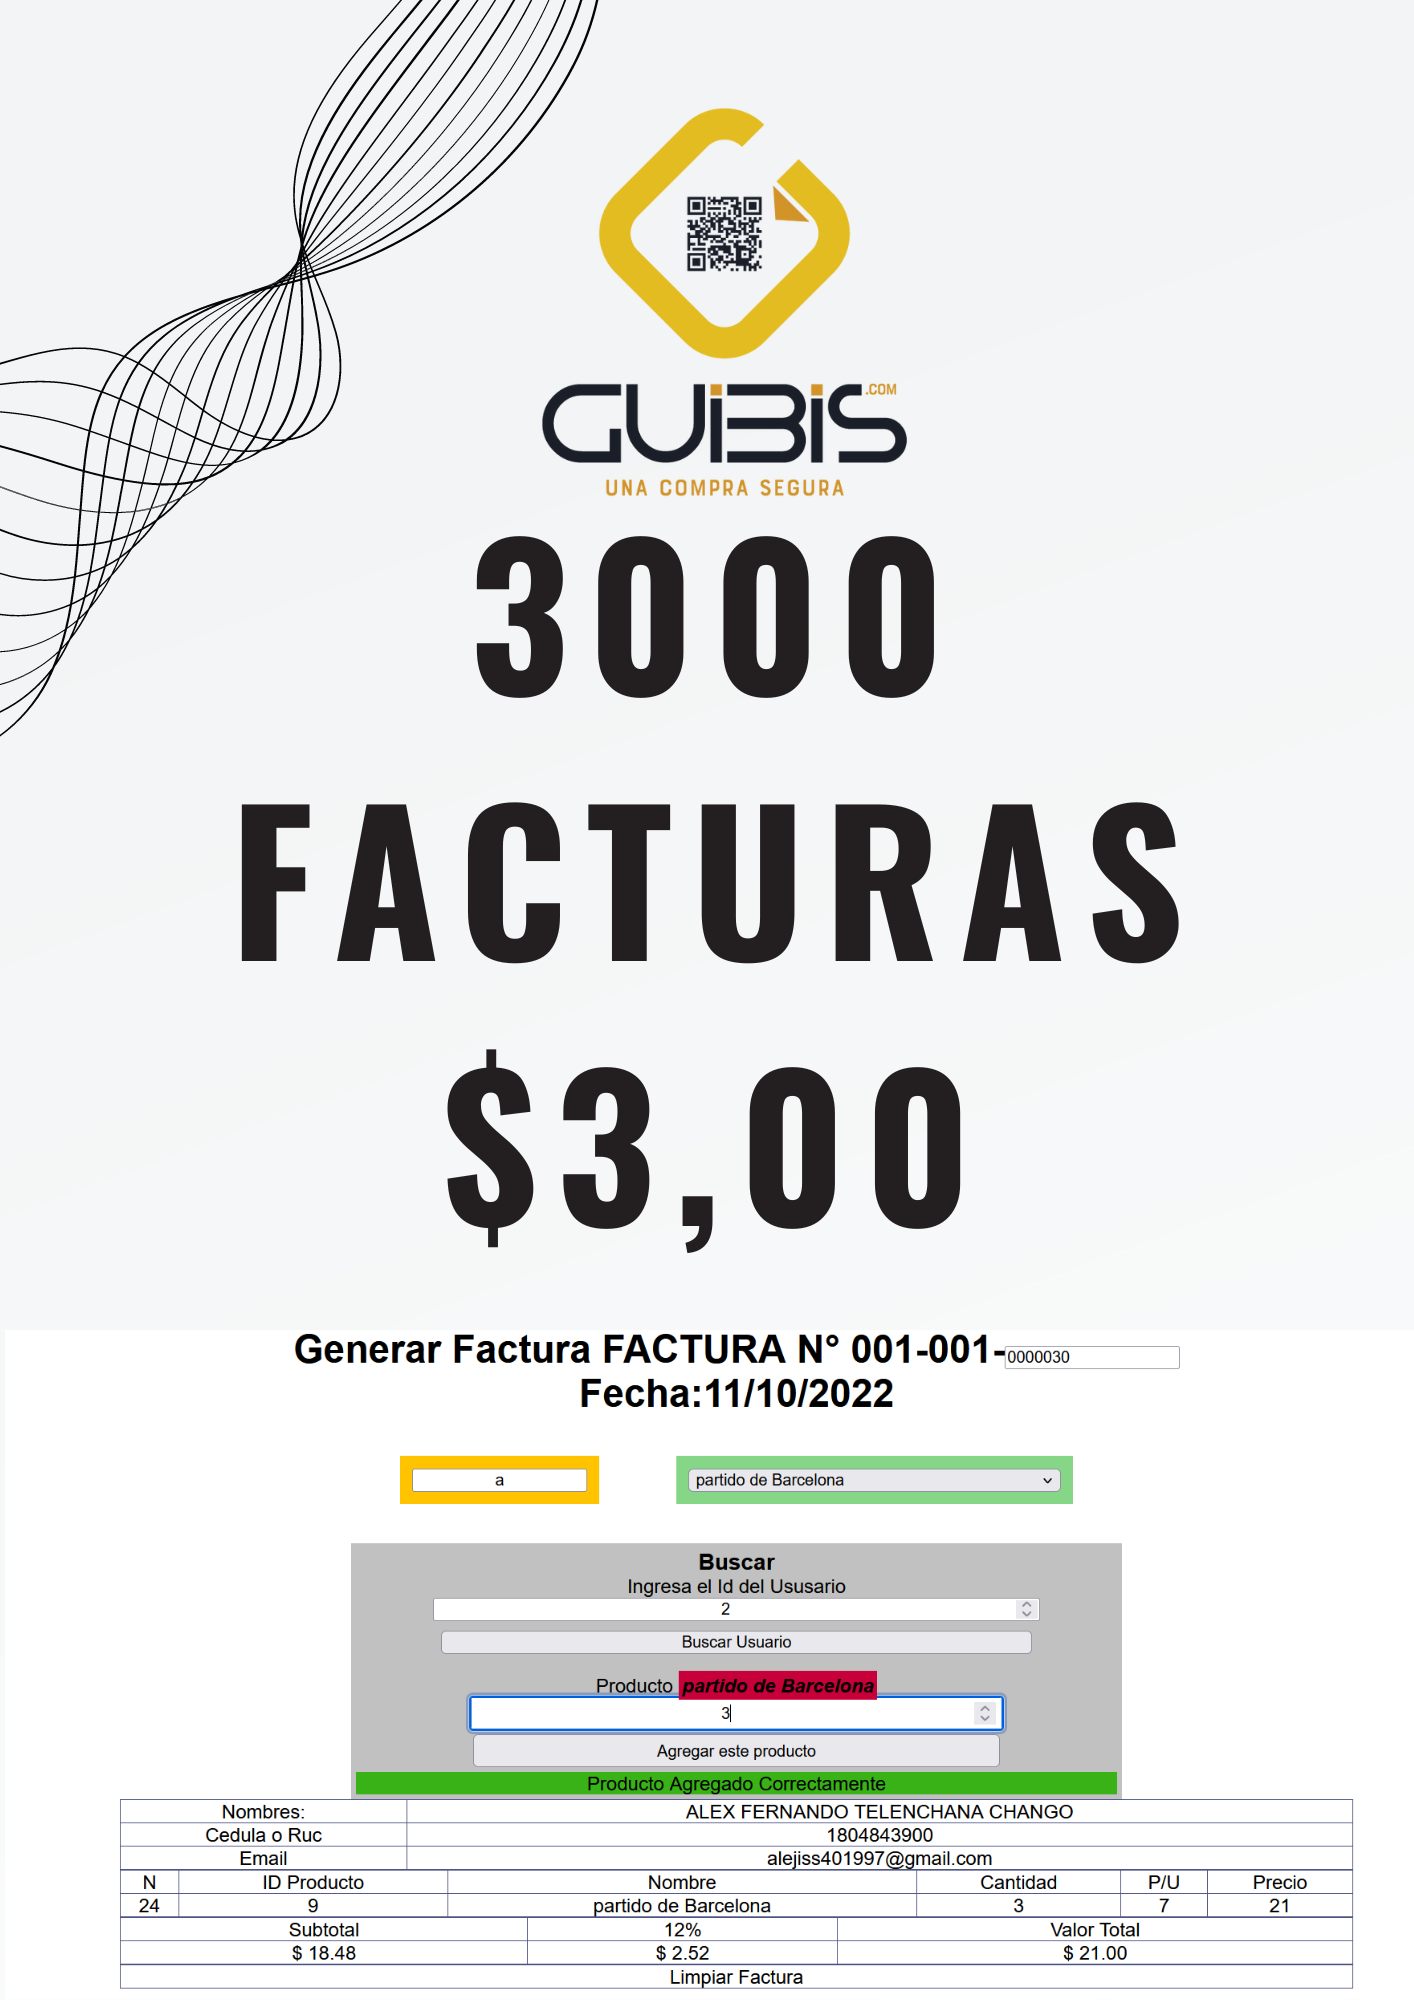 GUIBIS.COM
UNA COMPRA SEGURA
3000
FACTURAS
$3,00
Generar Factura FACTURA N° 001-001-0000030
Fecha:11/10/2022
a partido de Barcelona
Buscar
Ingresa el Id del Ususario
2
Buscar Usuario
Producto partido de Barcelona
3
Agregar este producto
Producto Agregado Correctamente
Nombres: ALEX FERNANDO TELENCHANA CHANGO
Cedula o Ruc 1804843900
Email alejiss401997@gmail.com
N ID Producto Nombre Cantidad P/U Precio
24 9 partido de Barcelona 3 7 21
Subtotal 12% Valor Total
$ 18.48 $ 2.52 $ 21.00
Limpiar Factura